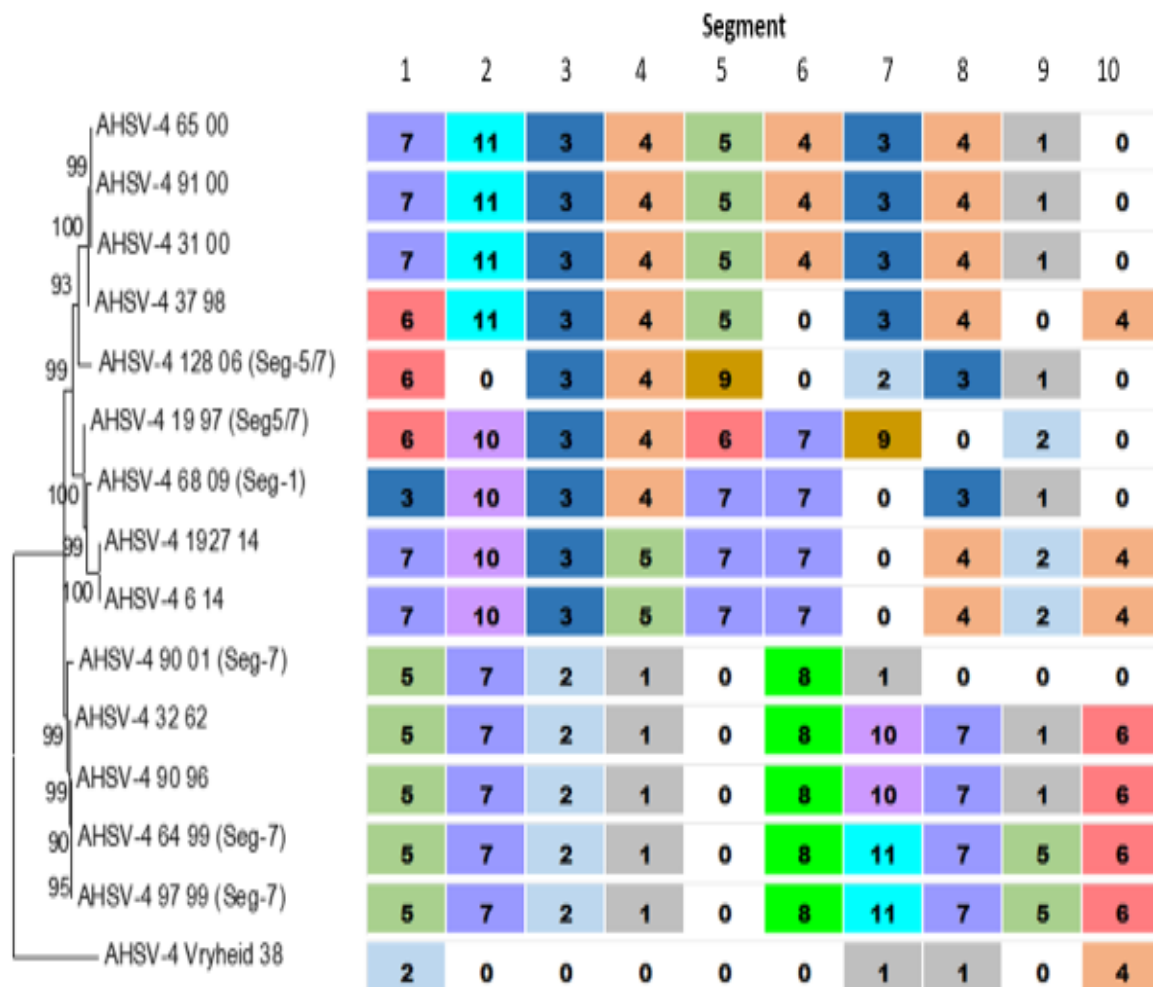 Segment
1 2 3 4 5 6 7 8 9 10
AHSV-4 65 00 7 11 3 4 5 4 3 4 1 0
99
AHSV-4 91 00 7 11 3 4 5 4 3 4 1 0
100
AHSV-4 31 00 7 11 3 4 5 4 3 4 1 0
93
AHSV-4 37 98 6 11 3 4 5 0 3 4 0 4
99
AHSV-4 128 06 (Seg-5/7) 6 0 3 4 9 0 2 3 1 0
AHSV-4 19 97 (Seg5/7) 6 10 3 4 6 7 9 0 2 0
100
AHSV-4 68 09 (Seg-1) 3 10 3 4 7 7 0 3 1 0
99
AHSV-4 1927 14 7 10 3 5 7 7 0 4 2 4
100
AHSV-4 6 14 7 10 3 5 7 7 0 4 2 4
AHSV-4 90 01 (Seg-7) 5 7 2 1 0 8 1 0 0 0
99
AHSV-4 32 62 5 7 2 1 0 8 10 7 1 6
99
AHSV-4 90 96 5 7 2 1 0 8 10 7 1 6
90
AHSV-4 64 99 (Seg-7) 5 7 2 1 0 8 11 7 5 6
95
AHSV-4 97 99 (Seg-7) 5 7 2 1 0 8 11 7 5 6
AHSV-4 Vryheid 38 2 0 0 0 0 0 1 1 0 4